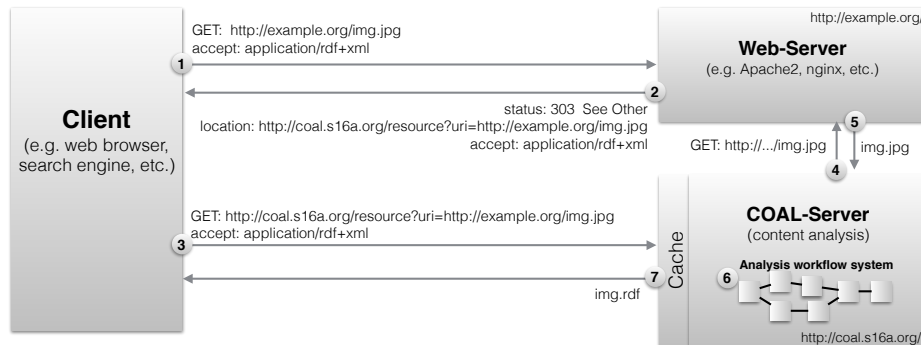 http://example.org/
GET: http://example.org/img.jpg
accept: application/rdf+xml
Web-Server
(e.g. Apache2, nginx, etc.)
1
2
Client
(e.g. web browser,
search engine, etc.)
status: 303 See Other
location: http://coal.s16a.org/resource?uri=http://example.org/img.jpg
accept: application/rdf+xml
5
GET: http://.../img.jpg
img.jpg
4
GET: http://coal.s16a.org/resource?uri=http://example.org/img.jpg
accept: application/rdf+xml
3
COAL-Server
(content analysis)
Cache
Analysis workflow system
6
7
img.rdf
http://coal.s16a.org/